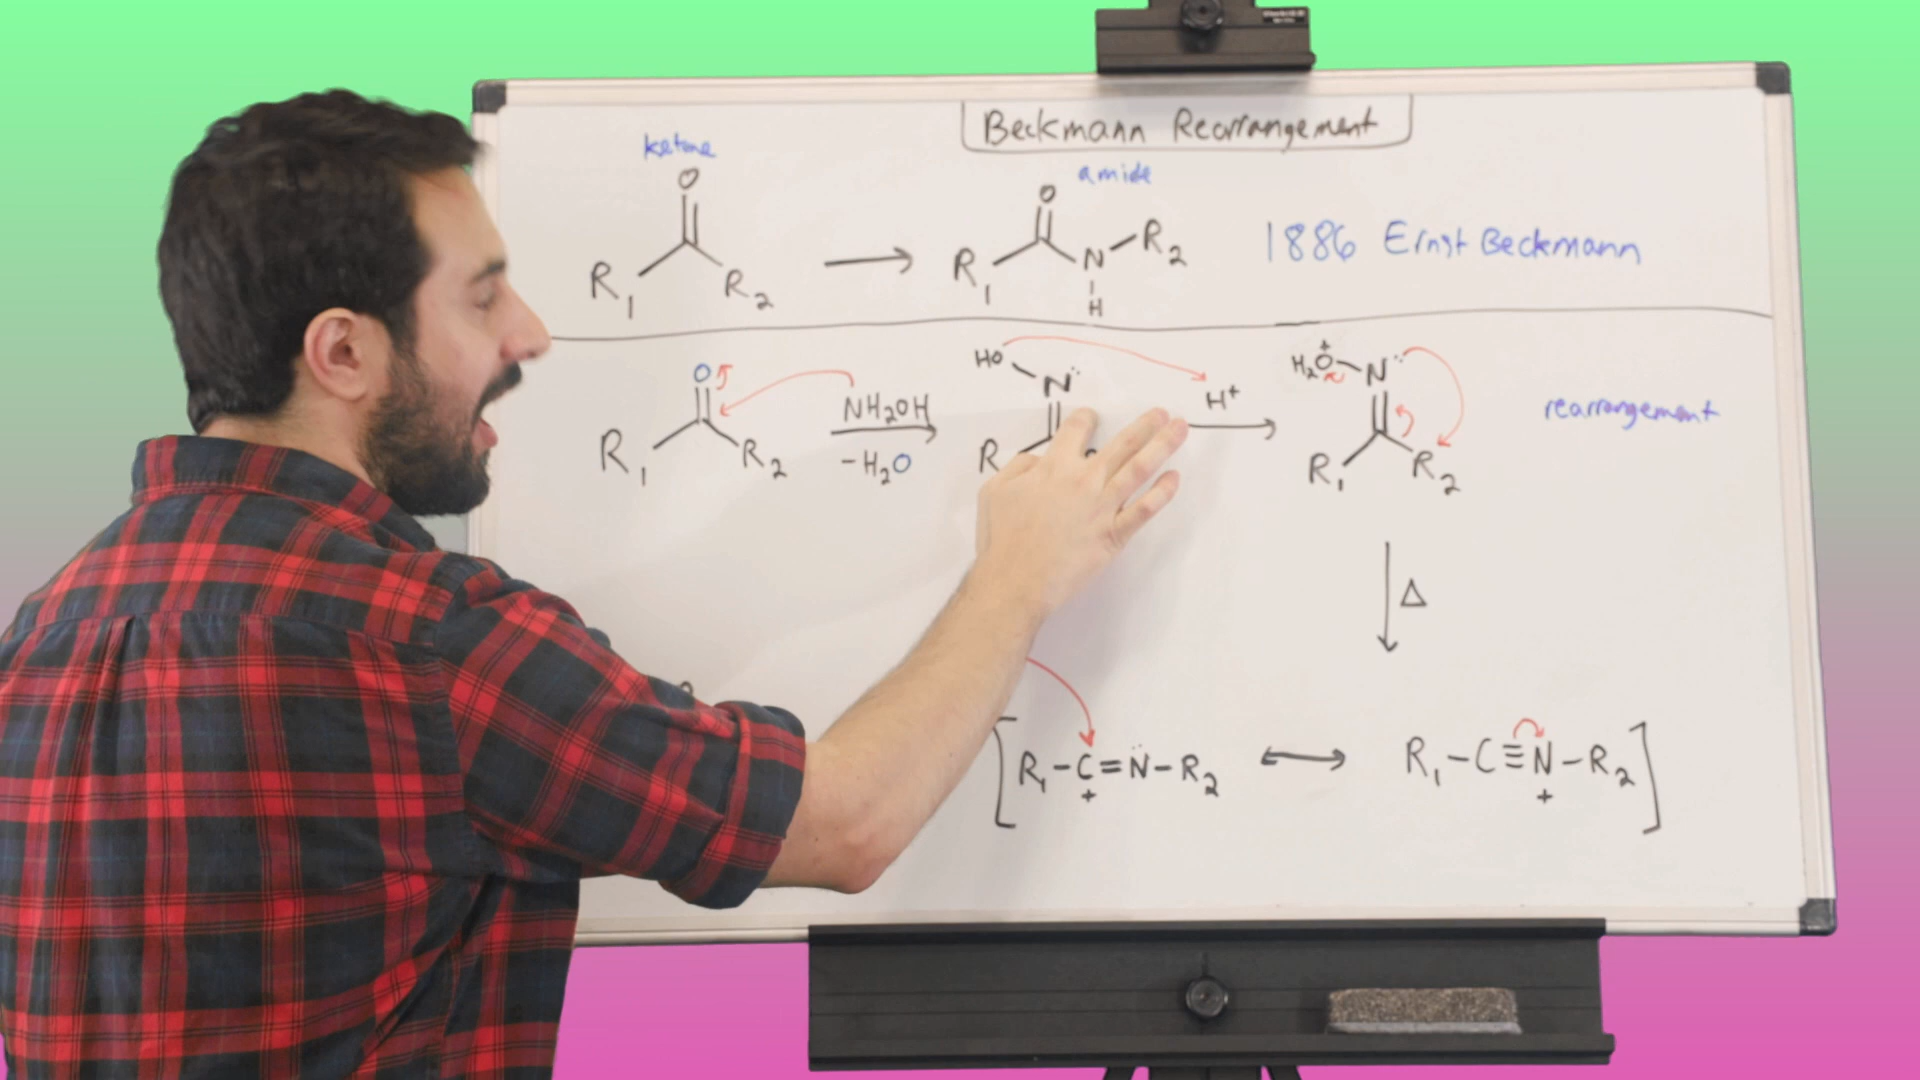 Beckmann Rearrangement
ketone
amide
O
O
R1
R2
R1
N
R2
H
1886 Ernst Beckmann
O
R1
R2
NH2OH
-H2O
HO
N:
R
H+
H2O+
N:
R1
R2
rearrangement
Δ
[R1-C=N-R2
+
↔
R1-C≡N-R2]
+